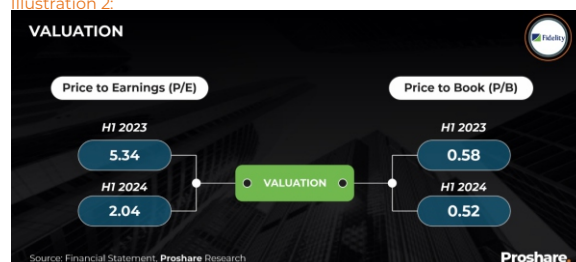 Illustration 2:
VALUATION
Fidelity
Price to Earnings (P/E)
Price to Book (P/B)
H1 2023
5.34
H1 2024
2.04
VALUATION
H1 2023
0.58
H1 2024
0.52
Source: Financial Statement, Proshare Research
Proshare.